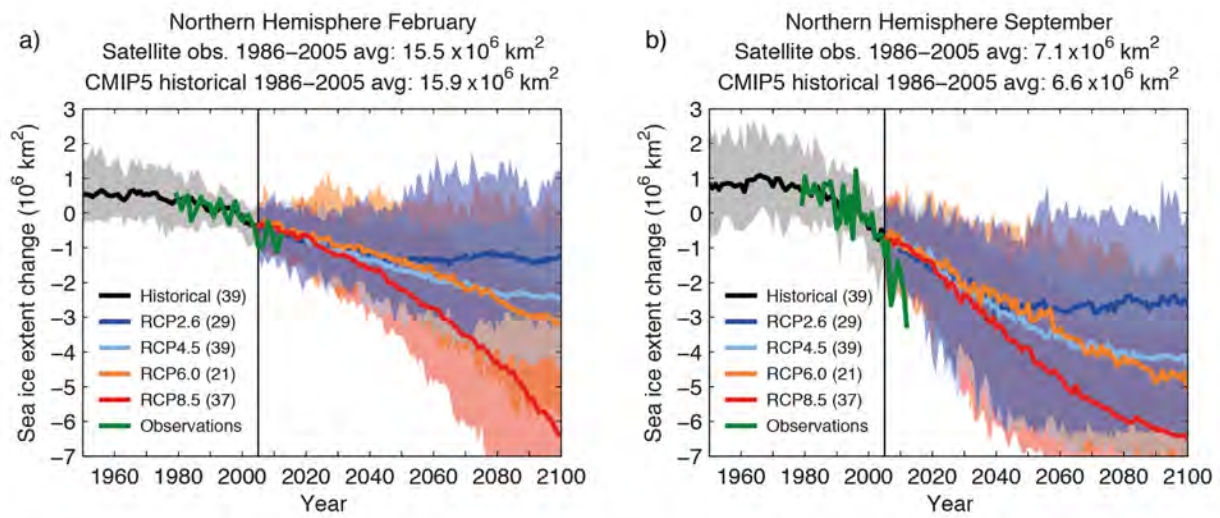 a)
Northern Hemisphere February
Satellite obs. 1986–2005 avg: 15.5 x10⁶ km²
CMIP5 historical 1986–2005 avg: 15.9 x10⁶ km²
Sea ice extent change (10⁶ km²)
3
2
1
0
−1
−2
−3
−4
−5
−6
−7
Historical (39)
RCP2.6 (29)
RCP4.5 (39)
RCP6.0 (21)
RCP8.5 (37)
Observations
1960 1980 2000 2020 2040 2060 2080 2100
Year
b)
Northern Hemisphere September
Satellite obs. 1986–2005 avg: 7.1 x10⁶ km²
CMIP5 historical 1986–2005 avg: 6.6 x10⁶ km²
Sea ice extent change (10⁶ km²)
3
2
1
0
−1
−2
−3
−4
−5
−6
−7
Historical (39)
RCP2.6 (29)
RCP4.5 (39)
RCP6.0 (21)
RCP8.5 (37)
Observations
1960 1980 2000 2020 2040 2060 2080 2100
Year